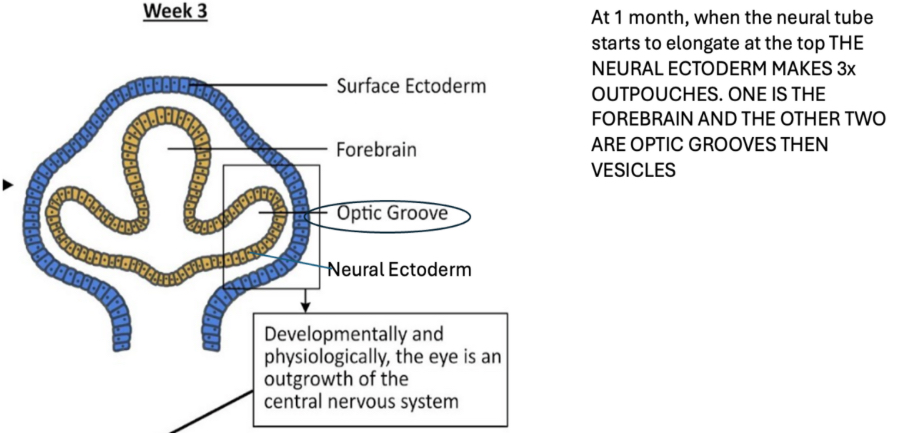 Week 3
Surface Ectoderm
Forebrain
Optic Groove
Neural Ectoderm
Developmentally and
physiologically, the eye is an
outgrowth of the
central nervous system
At 1 month, when the neural tube
starts to elongate at the top THE
NEURAL ECTODERM MAKES 3x
OUTPOUCHES. ONE IS THE
FOREBRAIN AND THE OTHER TWO
ARE OPTIC GROOVES THEN
VESICLES